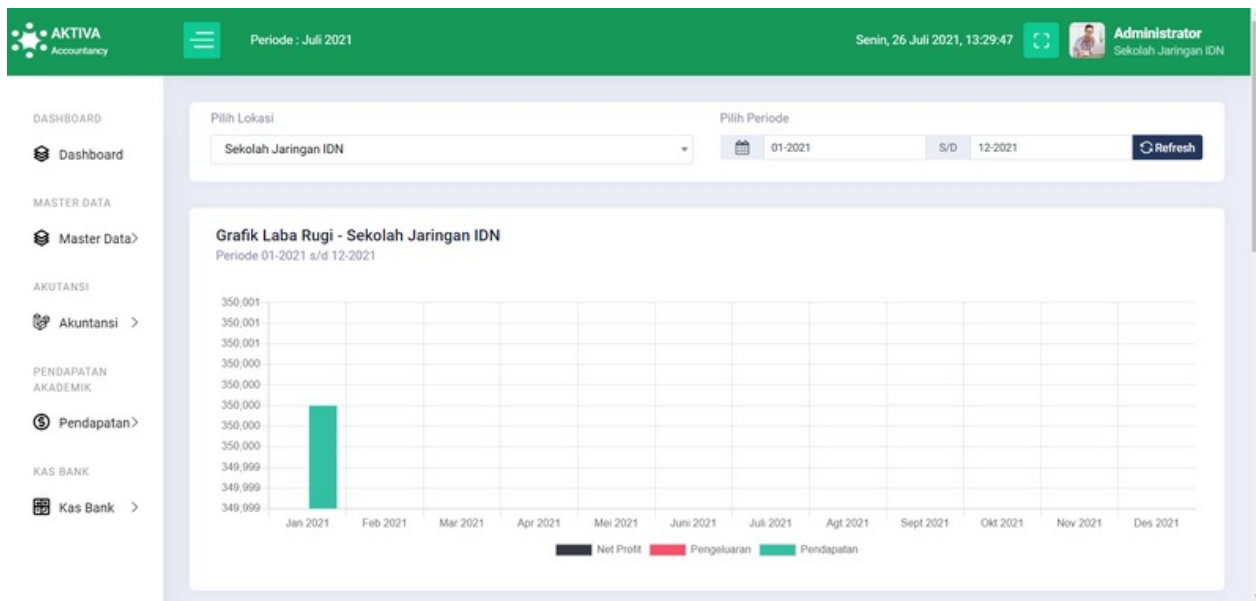 AKTIVA
Accountancy
Periode : Juli 2021
Senin, 26 Juli 2021, 13:29:47
Administrator
Sekolah Jaringan IDN
DASHBOARD
Dashboard
MASTER DATA
Master Data>
AKUTANSI
Akuntansi >
PENDAPATAN
AKADEMIK
Pendapatan>
KAS BANK
Kas Bank >
Pilih Lokasi
Sekolah Jaringan IDN
Pilih Periode
01-2021 S/D 12-2021
Refresh
Grafik Laba Rugi - Sekolah Jaringan IDN
Periode 01-2021 s/d 12-2021
350,001
350,001
350,001
350,000
350,000
350,000
350,000
350,000
349,999
349,999
349,999
Jan 2021 Feb 2021 Mar 2021 Apr 2021 Mei 2021 Juni 2021 Juli 2021 Agt 2021 Sept 2021 Okt 2021 Nov 2021 Des 2021
Net Profit Pengeluaran Pendapatan